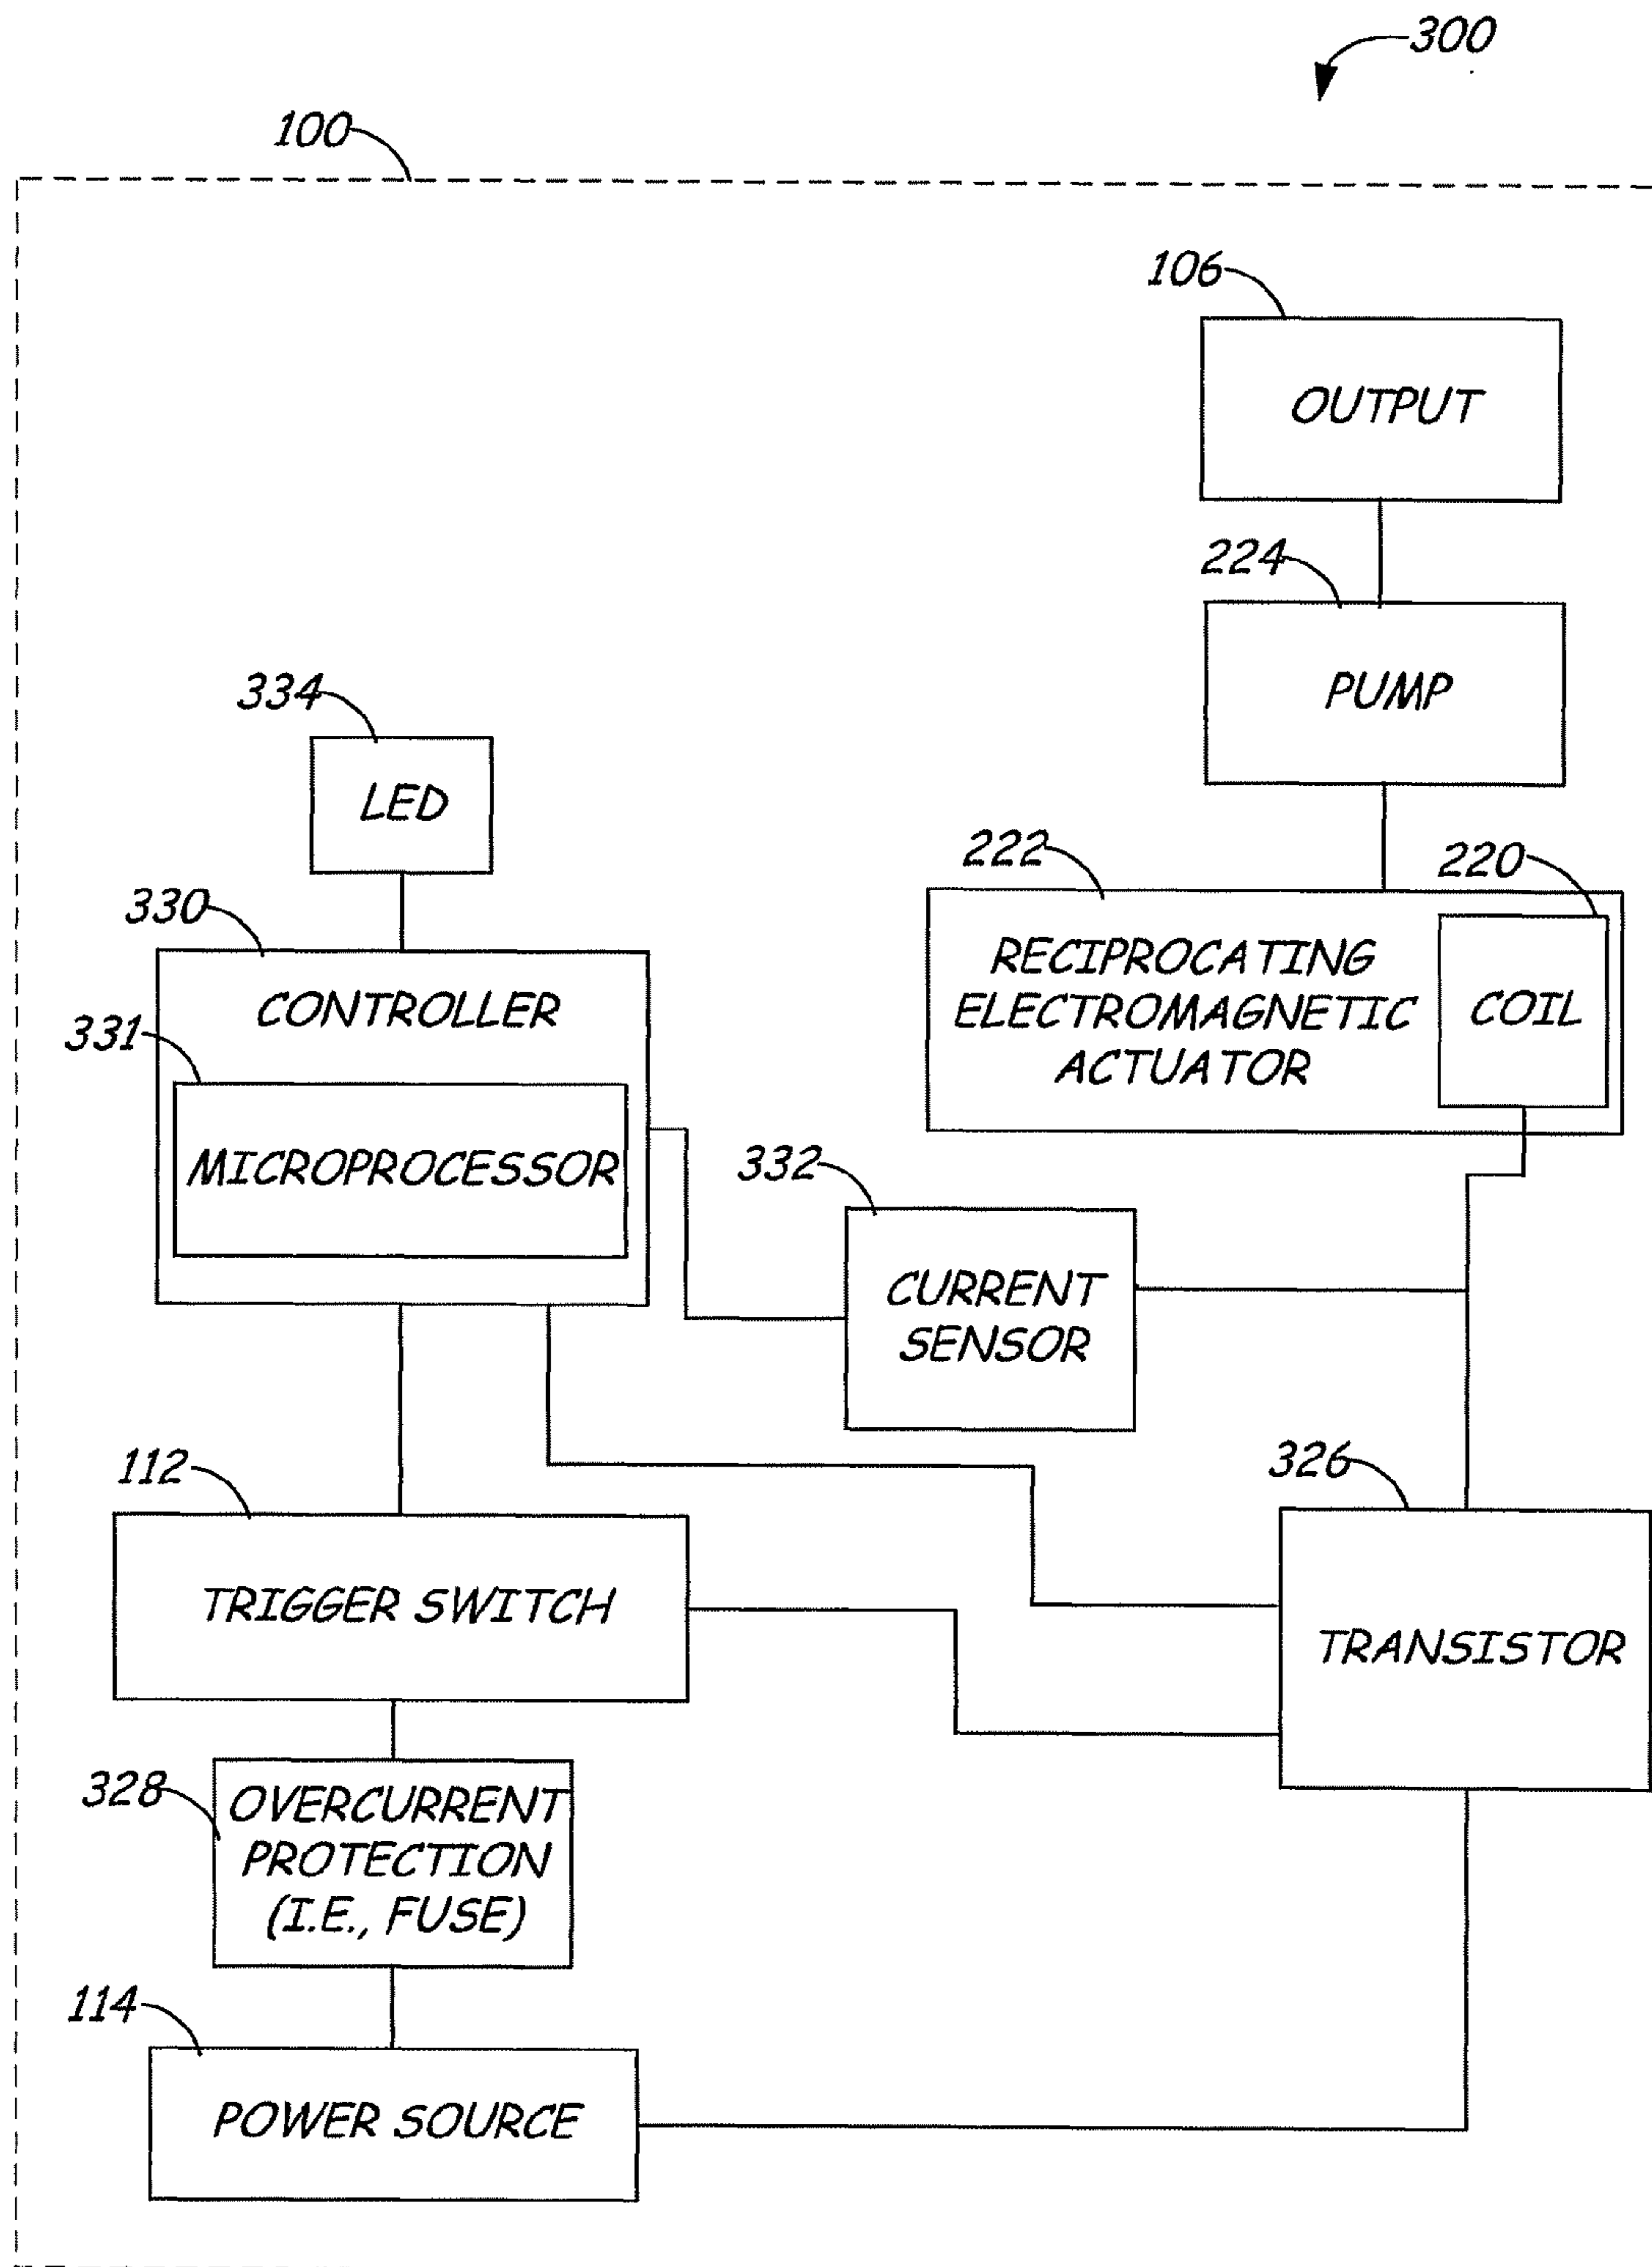 300
100
106
OUTPUT
224
PUMP
334
LED
222
220
RECIPROCATING
ELECTROMAGNETIC
ACTUATOR
COIL
330
CONTROLLER
331
MICROPROCESSOR
332
CURRENT
SENSOR
112
TRIGGER SWITCH
326
TRANSISTOR
328
OVERCURRENT
PROTECTION
(I.E., FUSE)
114
POWER SOURCE